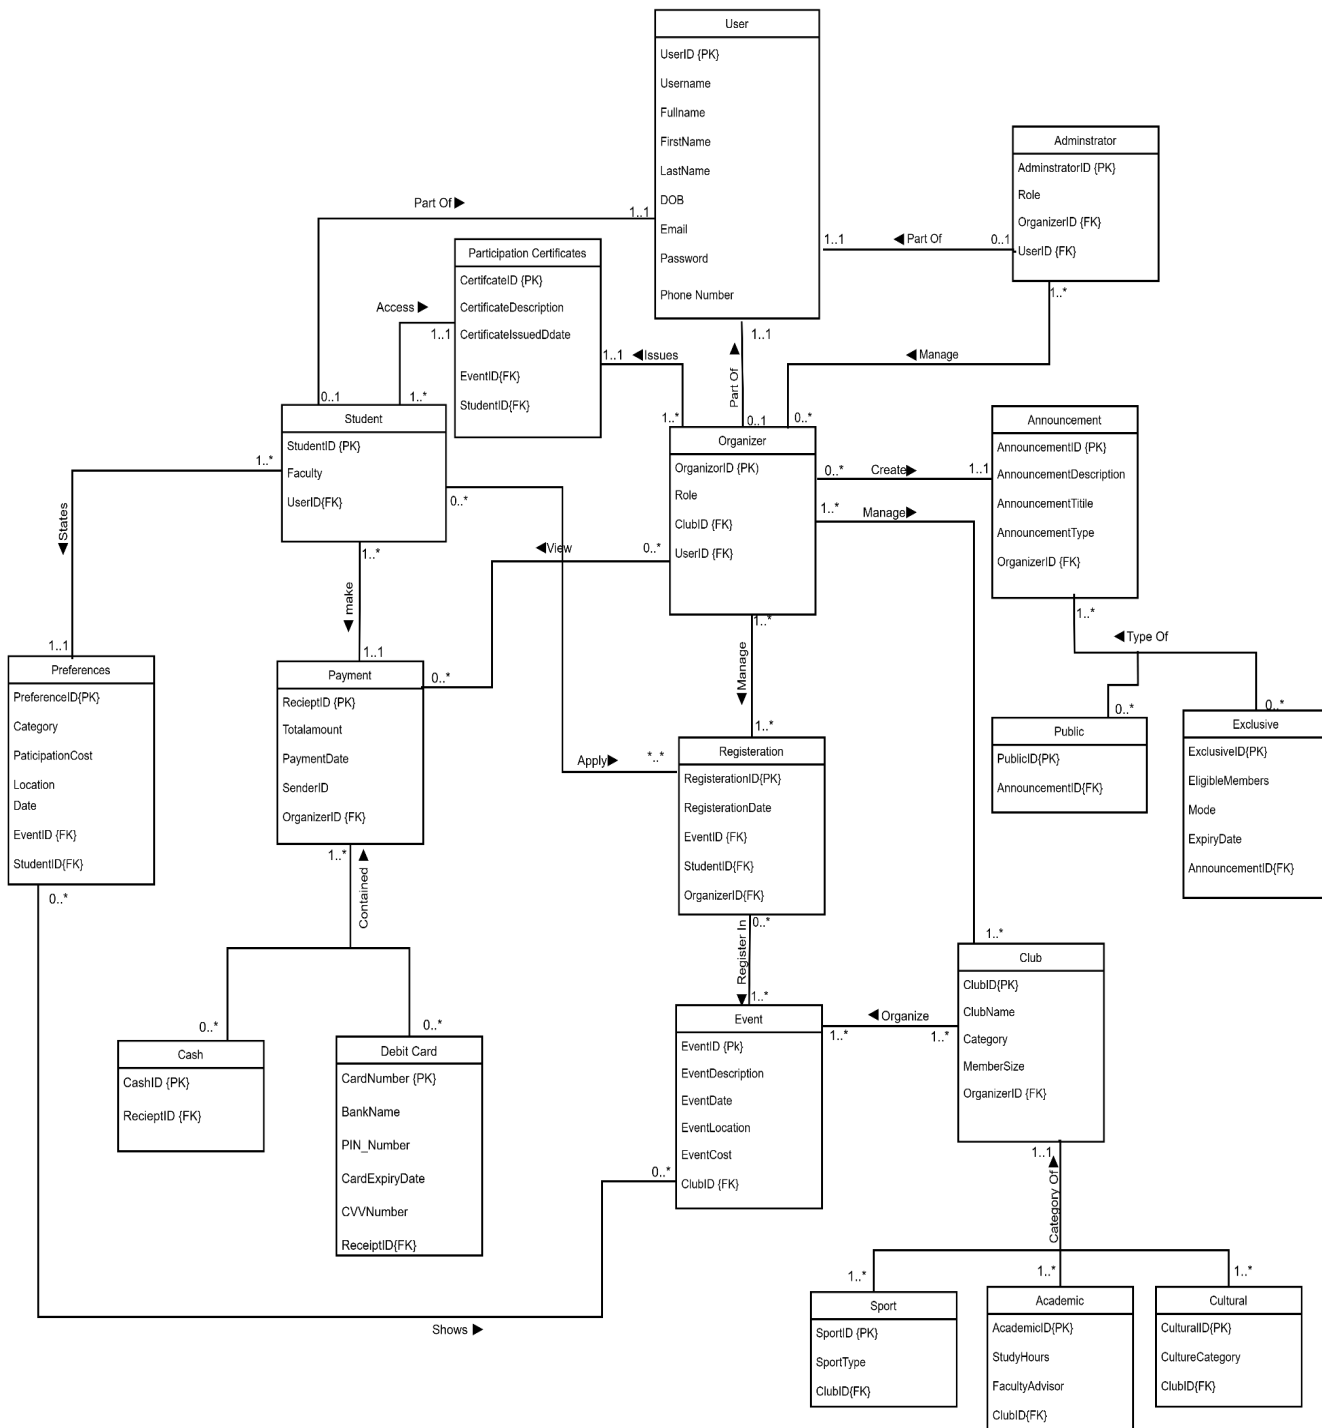 User
UserID {PK}
Username
Fullname
FirstName
LastName
DOB
Email
Password
Phone Number
Adminstrator
AdminstratorID {PK}
Role
OrganizerID {FK}
UserID {FK}
Part Of
1..1
1..1
Part Of
0..1
1..*
Participation Certificates
CertifcateID {PK}
CertificateDescription
CertificateIssuedDdate
EventID{FK}
StudentID{FK}
Access
1..1
1..1
Issues
Part Of
1..1
Manage
0..1
1..*
1..*
0..1
0..*
Student
StudentID {PK}
Faculty
UserID{FK}
1..*
0..*
1..*
Organizer
OrganizorID {PK)
Role
ClubID {FK}
UserID {FK}
0..*
Create
1..1
1..*
Manage
Announcement
AnnouncementID {PK}
AnnouncementDescription
AnnouncementTitile
AnnouncementType
OrganizerID {FK}
States
View
0..*
make
1..*
1..*
Type Of
1..1
1..1
0..*
Manage
1..*
Preferences
PreferenceID{PK}
Category
PaticipationCost
Location
Date
EventID {FK}
StudentID{FK}
0..*
Payment
RecieptID {PK}
Totalamount
PaymentDate
SenderID
OrganizerID {FK}
1..*
Contained
Apply
*..*
Registeration
RegisterationID{PK}
RegisterationDate
EventID {FK}
StudentID{FK}
OrganizerID{FK}
0..*
0..*
Public
PublicID{PK}
AnnouncementID{FK}
0..*
Exclusive
ExclusiveID{PK}
EligibleMembers
Mode
ExpiryDate
AnnouncementID{FK}
Register In
1..*
1..*
Club
ClubID{PK}
ClubName
Category
MemberSize
OrganizerID {FK}
Organize
1..*
1..*
Event
EventID {Pk}
EventDescription
EventDate
EventLocation
EventCost
ClubID {FK}
0..*
0..*
0..*
Cash
CashID {PK}
RecieptID {FK}
Debit Card
CardNumber {PK}
BankName
PIN_Number
CardExpiryDate
CVVNumber
ReceiptID{FK}
Shows
1..1
Category Of
1..*
1..*
1..*
Sport
SportID {PK}
SportType
ClubID{FK}
Academic
AcademicID{PK}
StudyHours
FacultyAdvisor
ClubID{FK}
Cultural
CulturalID{PK}
CultureCategory
ClubID{FK}